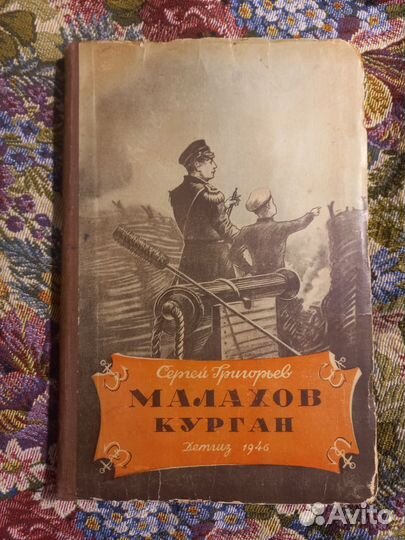 Сергей Григорьев
МАЛАХОВ
КУРГАН
Детгиз 1946
Avito